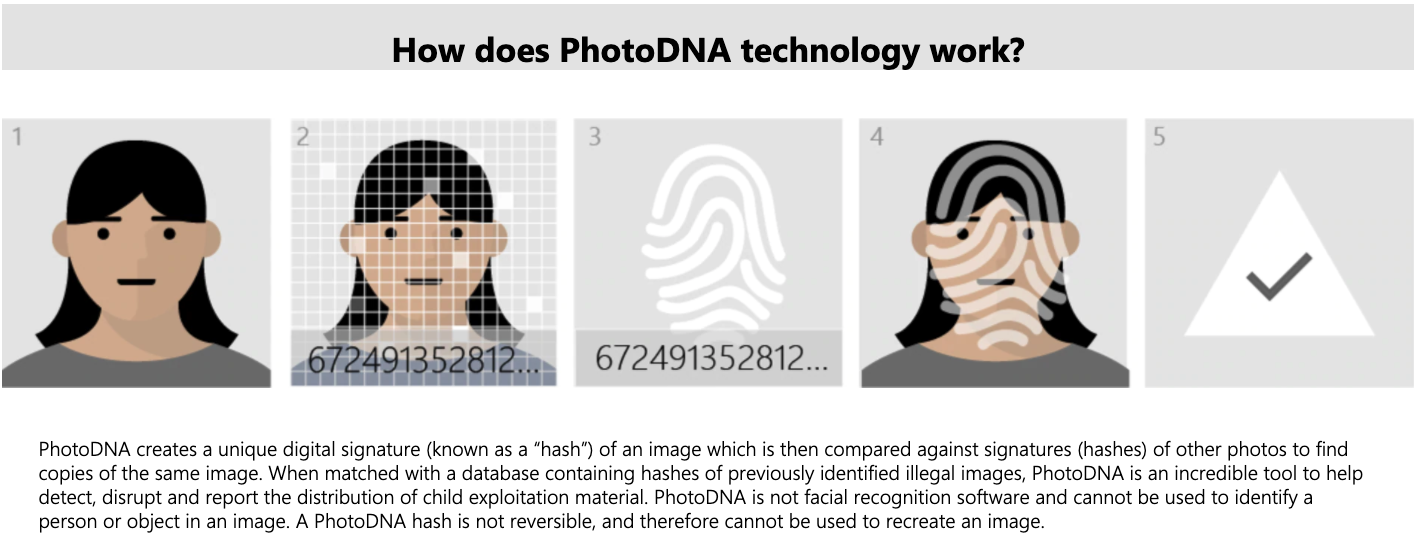 How does PhotoDNA technology work?
1
2
3
4
5
672491352812...
672491352812...
PhotoDNA creates a unique digital signature (known as a “hash”) of an image which is then compared against signatures (hashes) of other photos to find
copies of the same image. When matched with a database containing hashes of previously identified illegal images, PhotoDNA is an incredible tool to help
detect, disrupt and report the distribution of child exploitation material. PhotoDNA is not facial recognition software and cannot be used to identify a
person or object in an image. A PhotoDNA hash is not reversible, and therefore cannot be used to recreate an image.